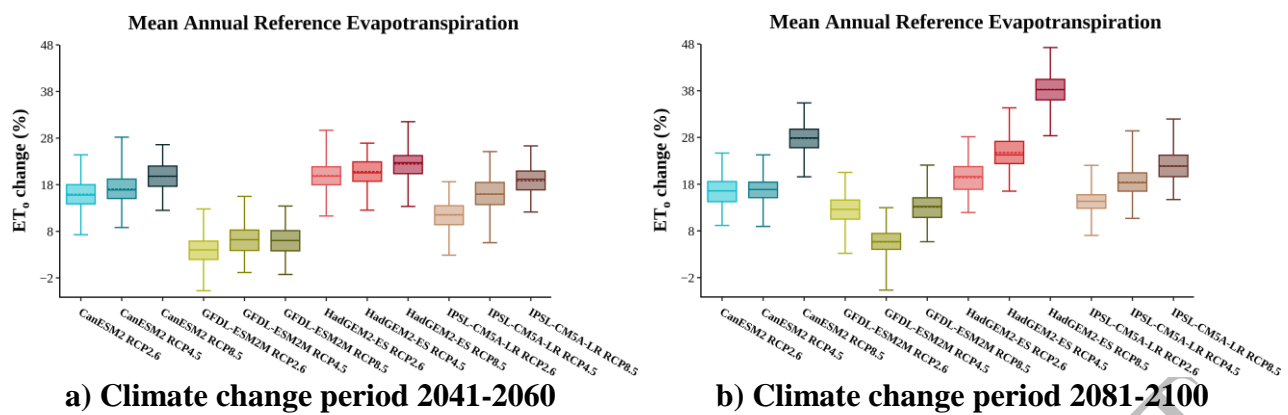 Mean Annual Reference Evapotranspiration
ETo change (%)
48
38
28
18
8
−2
CanESM2 RCP2.6
CanESM2 RCP4.5
CanESM2 RCP8.5
GFDL-ESM2M RCP2.6
GFDL-ESM2M RCP4.5
GFDL-ESM2M RCP8.5
HadGEM2-ES RCP2.6
HadGEM2-ES RCP4.5
HadGEM2-ES RCP8.5
IPSL-CM5A-LR RCP2.6
IPSL-CM5A-LR RCP4.5
IPSL-CM5A-LR RCP8.5
a) Climate change period 2041-2060
Mean Annual Reference Evapotranspiration
ETo change (%)
48
38
28
18
8
−2
CanESM2 RCP2.6
CanESM2 RCP4.5
CanESM2 RCP8.5
GFDL-ESM2M RCP2.6
GFDL-ESM2M RCP4.5
GFDL-ESM2M RCP8.5
HadGEM2-ES RCP2.6
HadGEM2-ES RCP4.5
HadGEM2-ES RCP8.5
IPSL-CM5A-LR RCP2.6
IPSL-CM5A-LR RCP4.5
IPSL-CM5A-LR RCP8.5
b) Climate change period 2081-2100